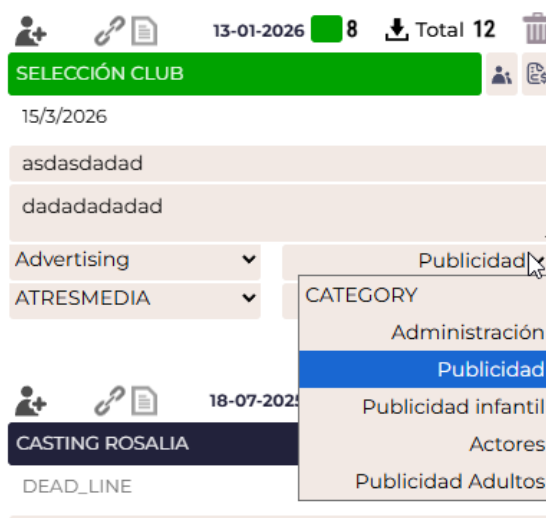 13-01-2026 8 Total 12
SELECCIÓN CLUB
15/3/2026
asdasdadad
dadadadadad
Advertising Publicidad
ATRESMEDIA CATEGORY
Administración
Publicidad
18-07-2025 Publicidad infantil
CASTING ROSALIA Actores
DEAD_LINE Publicidad Adultos